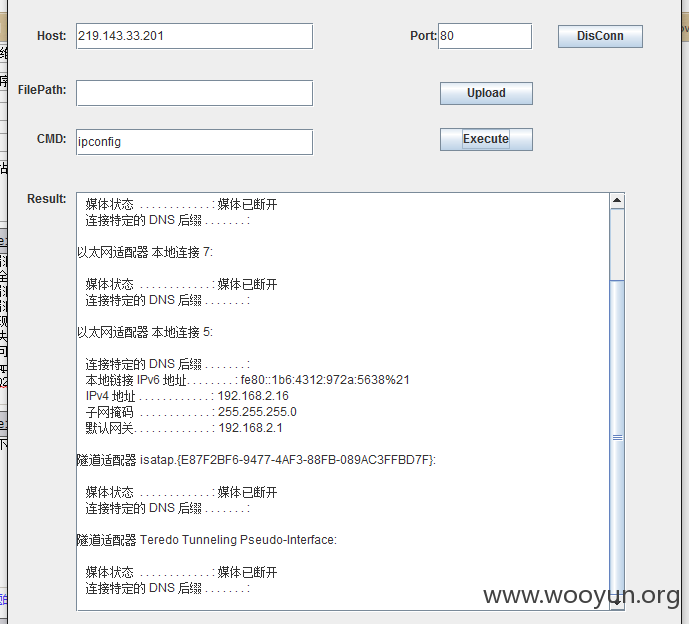 Host: 219.143.33.201 Port: 80 DisConn
FilePath: Upload
CMD: ipconfig Execute
Result:
媒体状态 . . . . . . . . . . . . : 媒体已断开
连接特定的 DNS 后缀 . . . . . . . :
以太网适配器 本地连接 7:
媒体状态 . . . . . . . . . . . . : 媒体已断开
连接特定的 DNS 后缀 . . . . . . . :
以太网适配器 本地连接 5:
连接特定的 DNS 后缀 . . . . . . . :
本地链接 IPv6 地址. . . . . . . . : fe80::1b6:4312:972a:5638%21
IPv4 地址 . . . . . . . . . . . . : 192.168.2.16
子网掩码 . . . . . . . . . . . . : 255.255.255.0
默认网关. . . . . . . . . . . . . : 192.168.2.1
隧道适配器 isatap.{E87F2BF6-9477-4AF3-88FB-089AC3FFBD7F}:
媒体状态 . . . . . . . . . . . . : 媒体已断开
连接特定的 DNS 后缀 . . . . . . . :
隧道适配器 Teredo Tunneling Pseudo-Interface:
媒体状态 . . . . . . . . . . . . : 媒体已断开
连接特定的 DNS 后缀 . . . . . . . :
www.wooyun.org